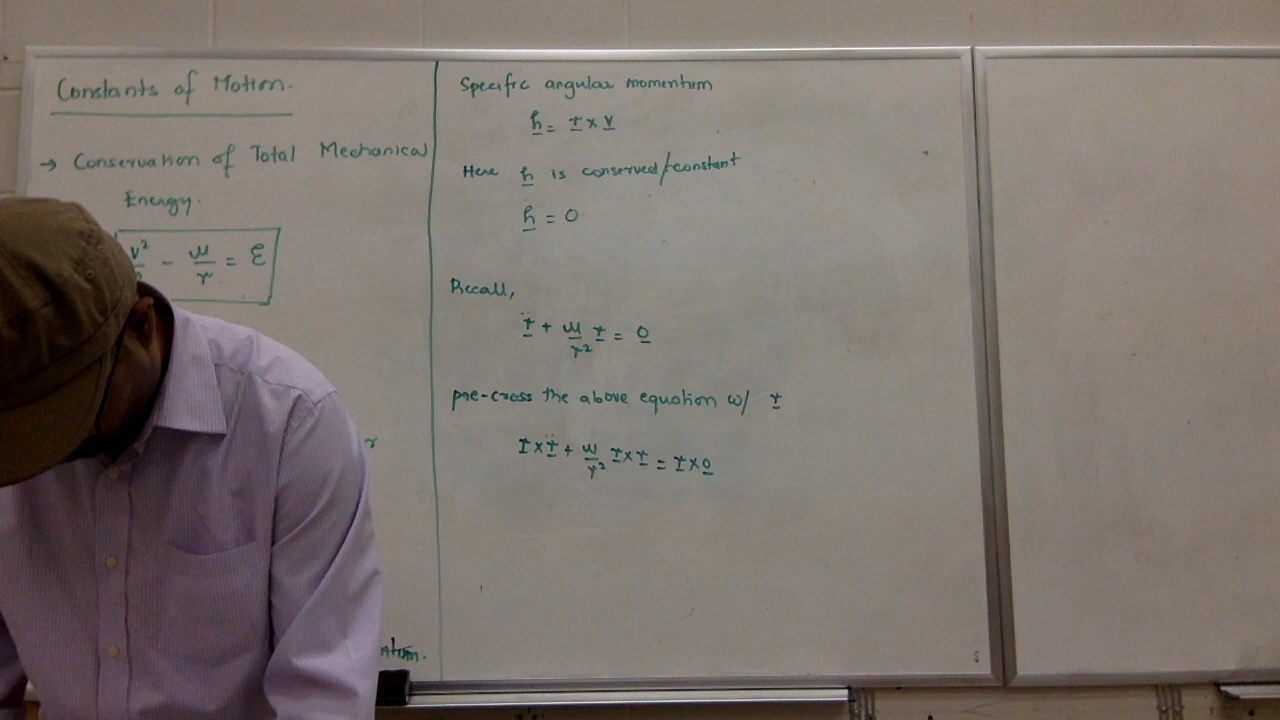 Constants of Motion.
→ Conservation of Total Mechanical
Energy.
v² - μ/r = ε
r
ntum.
Specific angular momentum
h = r × v
Here h is conserved/constant
ḣ = 0
Recall,
r̈ + μ/r² r = 0
pre-cross the above equation w/ r
r × r̈ + μ/r² r × r = r × 0